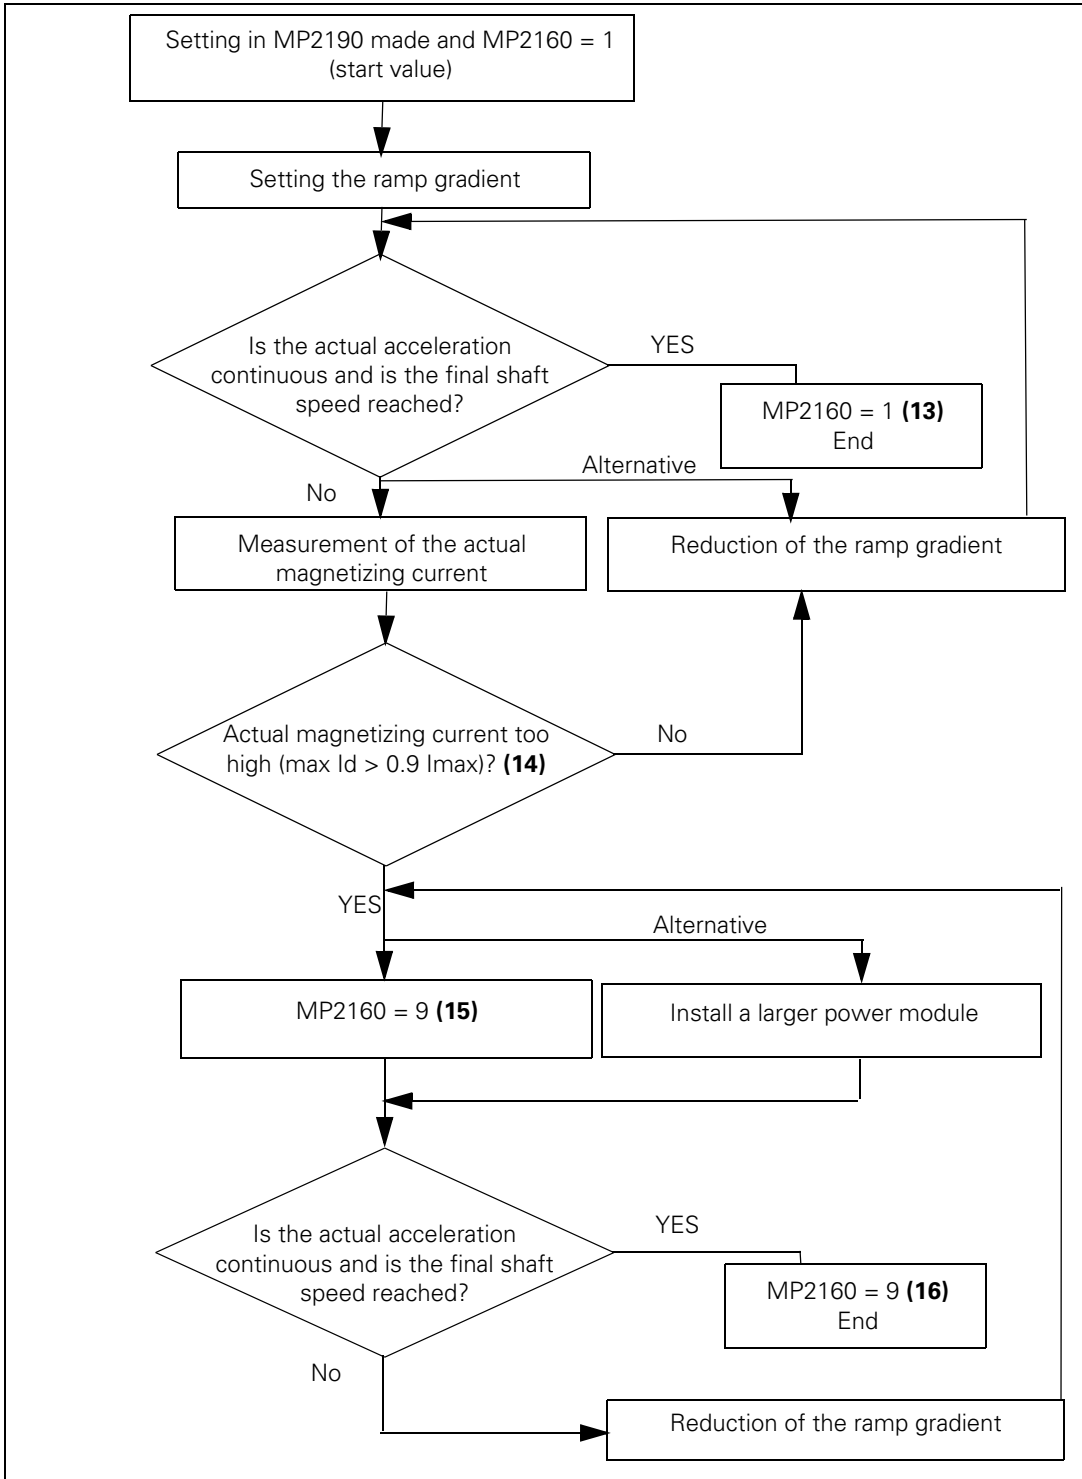 Setting in MP2190 made and MP2160 = 1
(start value)
Setting the ramp gradient
Is the actual acceleration
continuous and is the final shaft
speed reached?
YES
MP2160 = 1 (13)
End
Alternative
No
Measurement of the actual
magnetizing current
Reduction of the ramp gradient
Actual magnetizing current too
high (max Id > 0.9 Imax)? (14)
No
YES
Alternative
MP2160 = 9 (15)
Install a larger power module
Is the actual acceleration
continuous and is the final shaft
speed reached?
YES
MP2160 = 9 (16)
End
No
Reduction of the ramp gradient